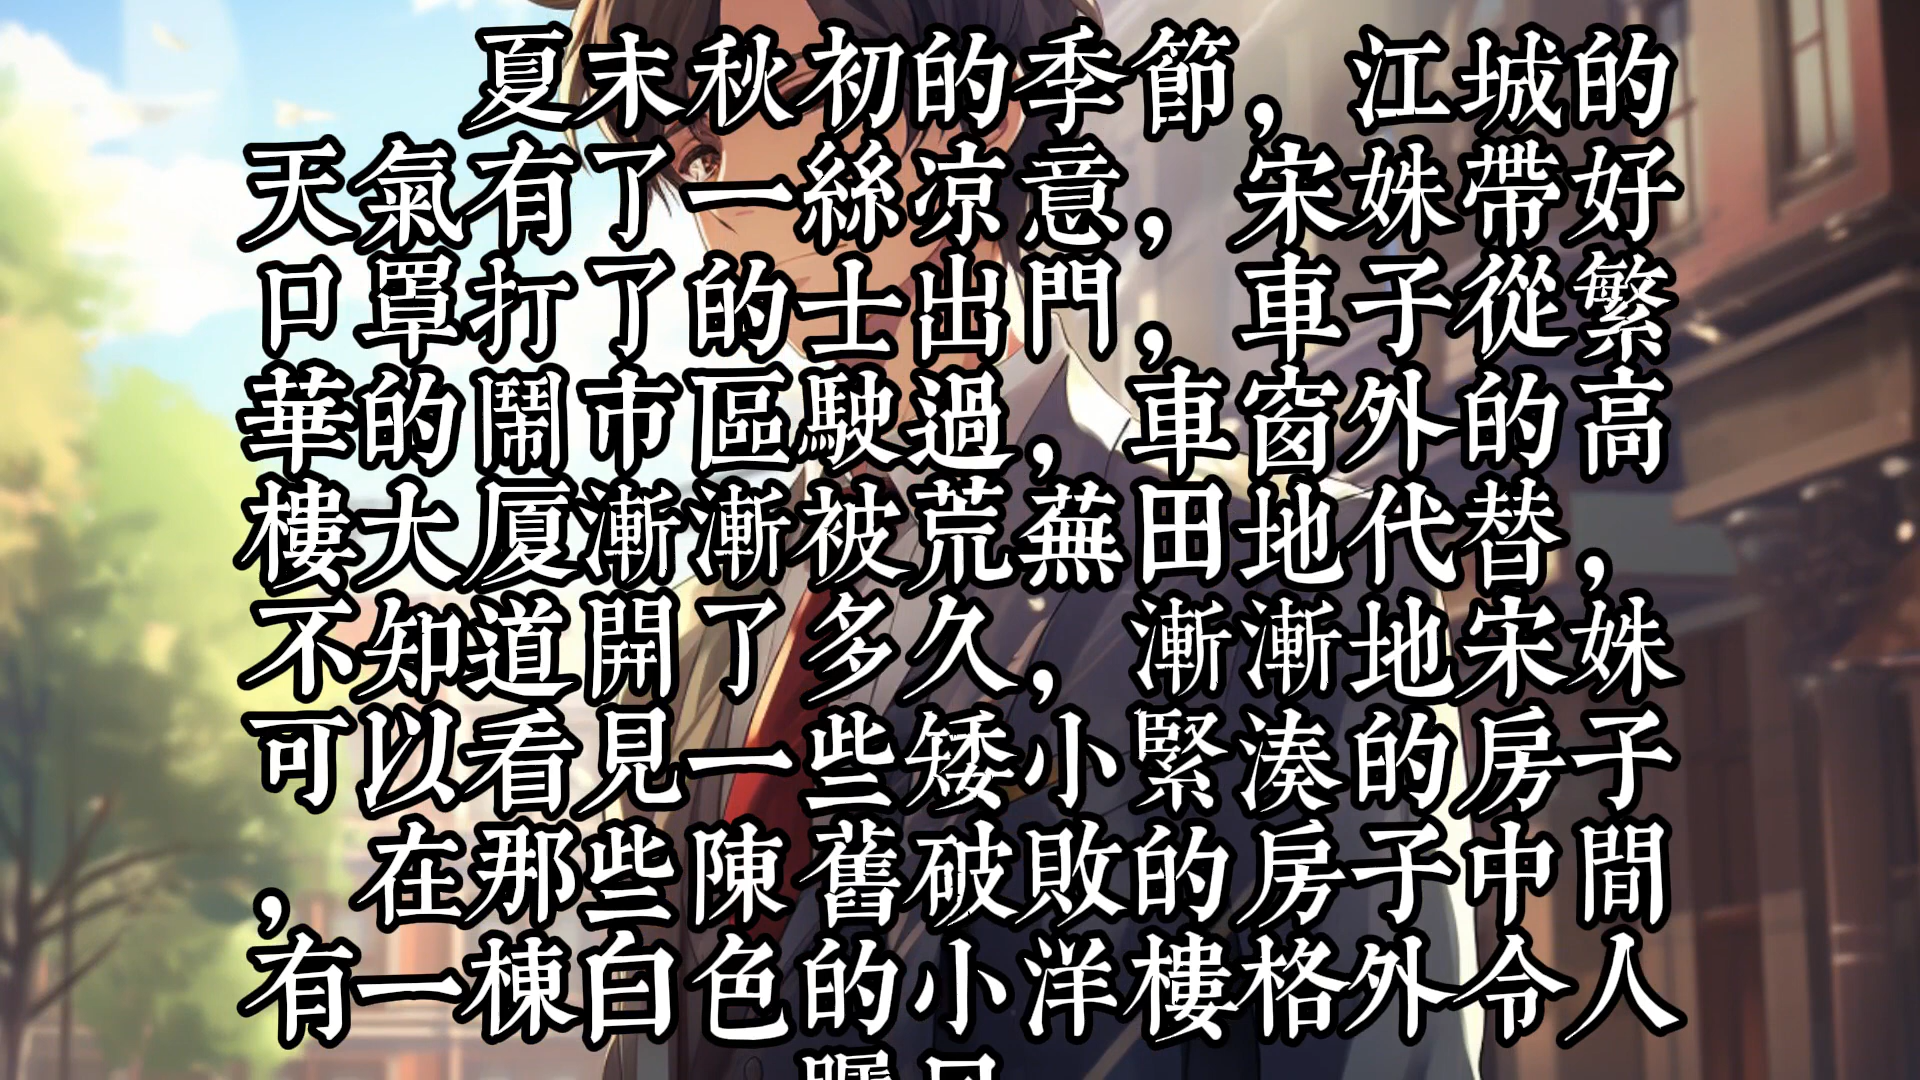 夏末秋初的季節，江城的
天氣有了一絲凉意，宋姝帶好
口罩打了的士出門，車子從繁
華的鬧市區駛過，車窗外的高
樓大厦漸漸被荒蕪田地代替，
不知道開了多久，漸漸地宋姝
可以看見一些矮小緊湊的房子
，在那些陳舊破敗的房子中間
有一棟白色的小洋樓格外令人